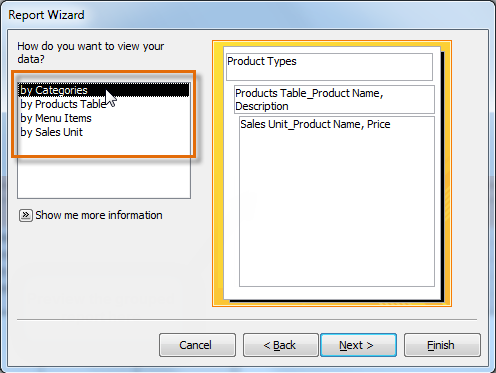 Report Wizard
How do you want to view your
data?
by Categories
by Products Table
by Menu Items
by Sales Unit
Show me more information
Product Types
Products Table_Product Name,
Description
Sales Unit_Product Name, Price
Cancel
< Back
Next >
Finish